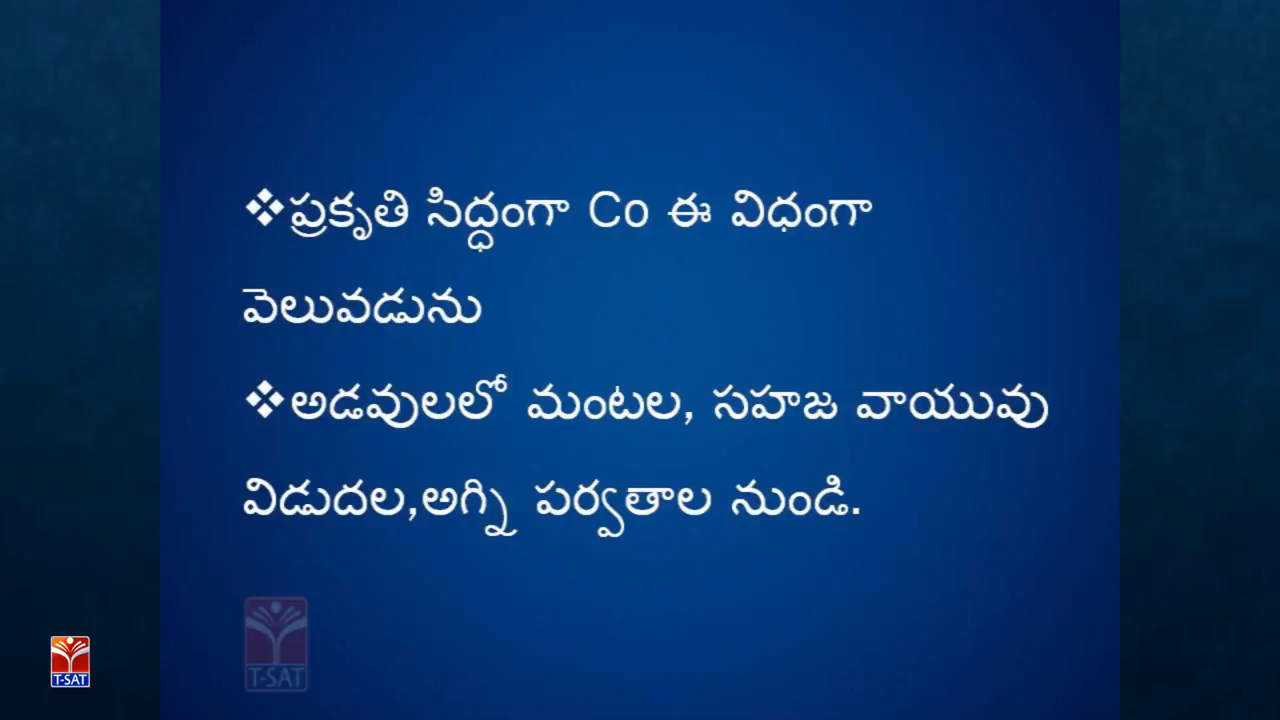 ❖ప్రకృతి సిద్ధంగా Co ఈ విధంగా
వెలువడును
❖అడవులలో మంటల, సహజ వాయువు
విడుదల,అగ్ని పర్వతాల నుండి.
T-SAT
T-SAT